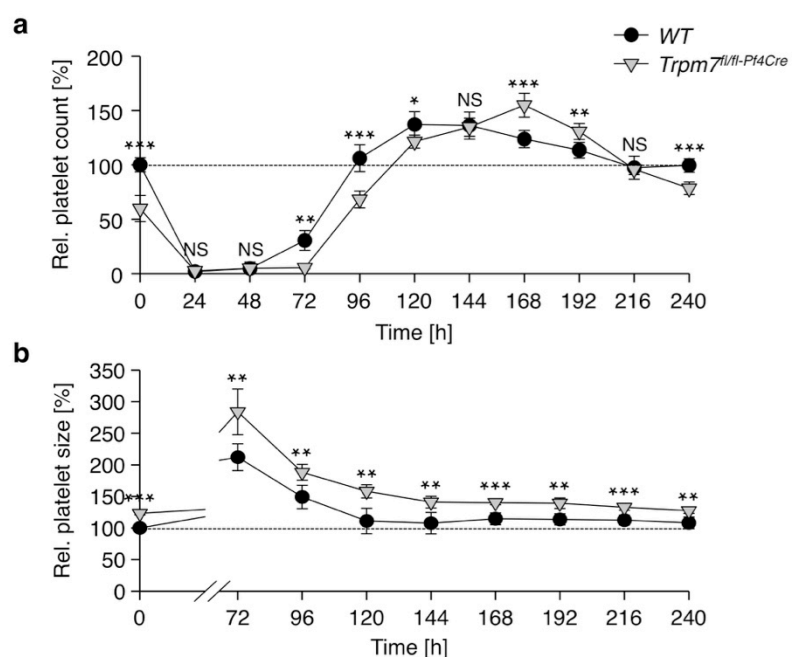 a
WT
Trpm7fl/fl-Pf4Cre
Rel. platelet count [%]
200
150
100
50
0
*** NS NS ** *** * NS *** ** NS ***
0 24 48 72 96 120 144 168 192 216 240
Time [h]
b
Rel. platelet size [%]
350
300
250
200
150
100
50
0
*** ** ** ** ** *** ** *** **
0 72 96 120 144 168 192 216 240
Time [h]